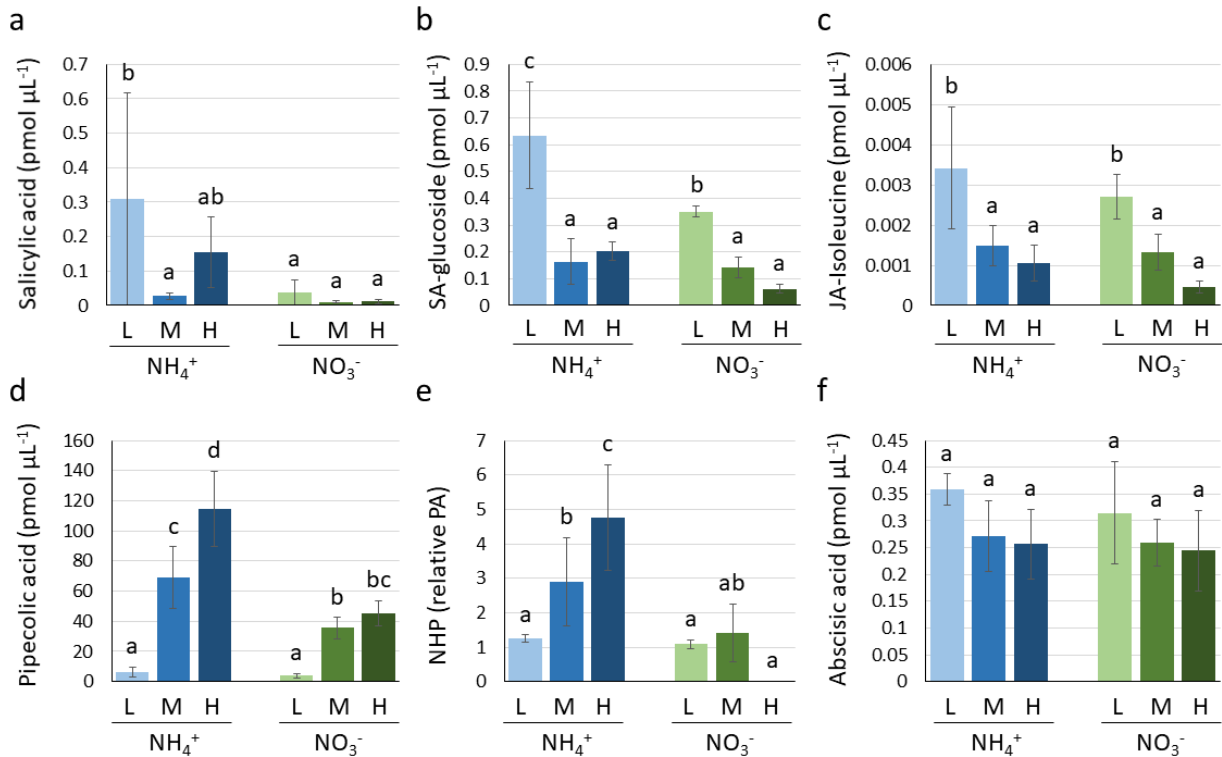 a
Salicylic acid (pmol µL⁻¹)
0.7
0.6
0.5
0.4
0.3
0.2
0.1
0
b
a
ab
a
a
a
L M H L M H
NH₄⁺ NO₃⁻
b
SA-glucoside (pmol µL⁻¹)
0.9
0.8
0.7
0.6
0.5
0.4
0.3
0.2
0.1
0
c
a
a
b
a
a
L M H L M H
NH₄⁺ NO₃⁻
c
JA-Isoleucine (pmol µL⁻¹)
0.006
0.005
0.004
0.003
0.002
0.001
0
b
a
a
b
a
a
L M H L M H
NH₄⁺ NO₃⁻
d
Pipecolic acid (pmol µL⁻¹)
160
140
120
100
80
60
40
20
0
a
c
d
a
b
bc
L M H L M H
NH₄⁺ NO₃⁻
e
NHP (relative PA)
7
6
5
4
3
2
1
0
a
b
c
a
ab
a
L M H L M H
NH₄⁺ NO₃⁻
f
Abscisic acid (pmol µL⁻¹)
0.45
0.4
0.35
0.3
0.25
0.2
0.15
0.1
0.05
0
a
a
a
a
a
a
L M H L M H
NH₄⁺ NO₃⁻